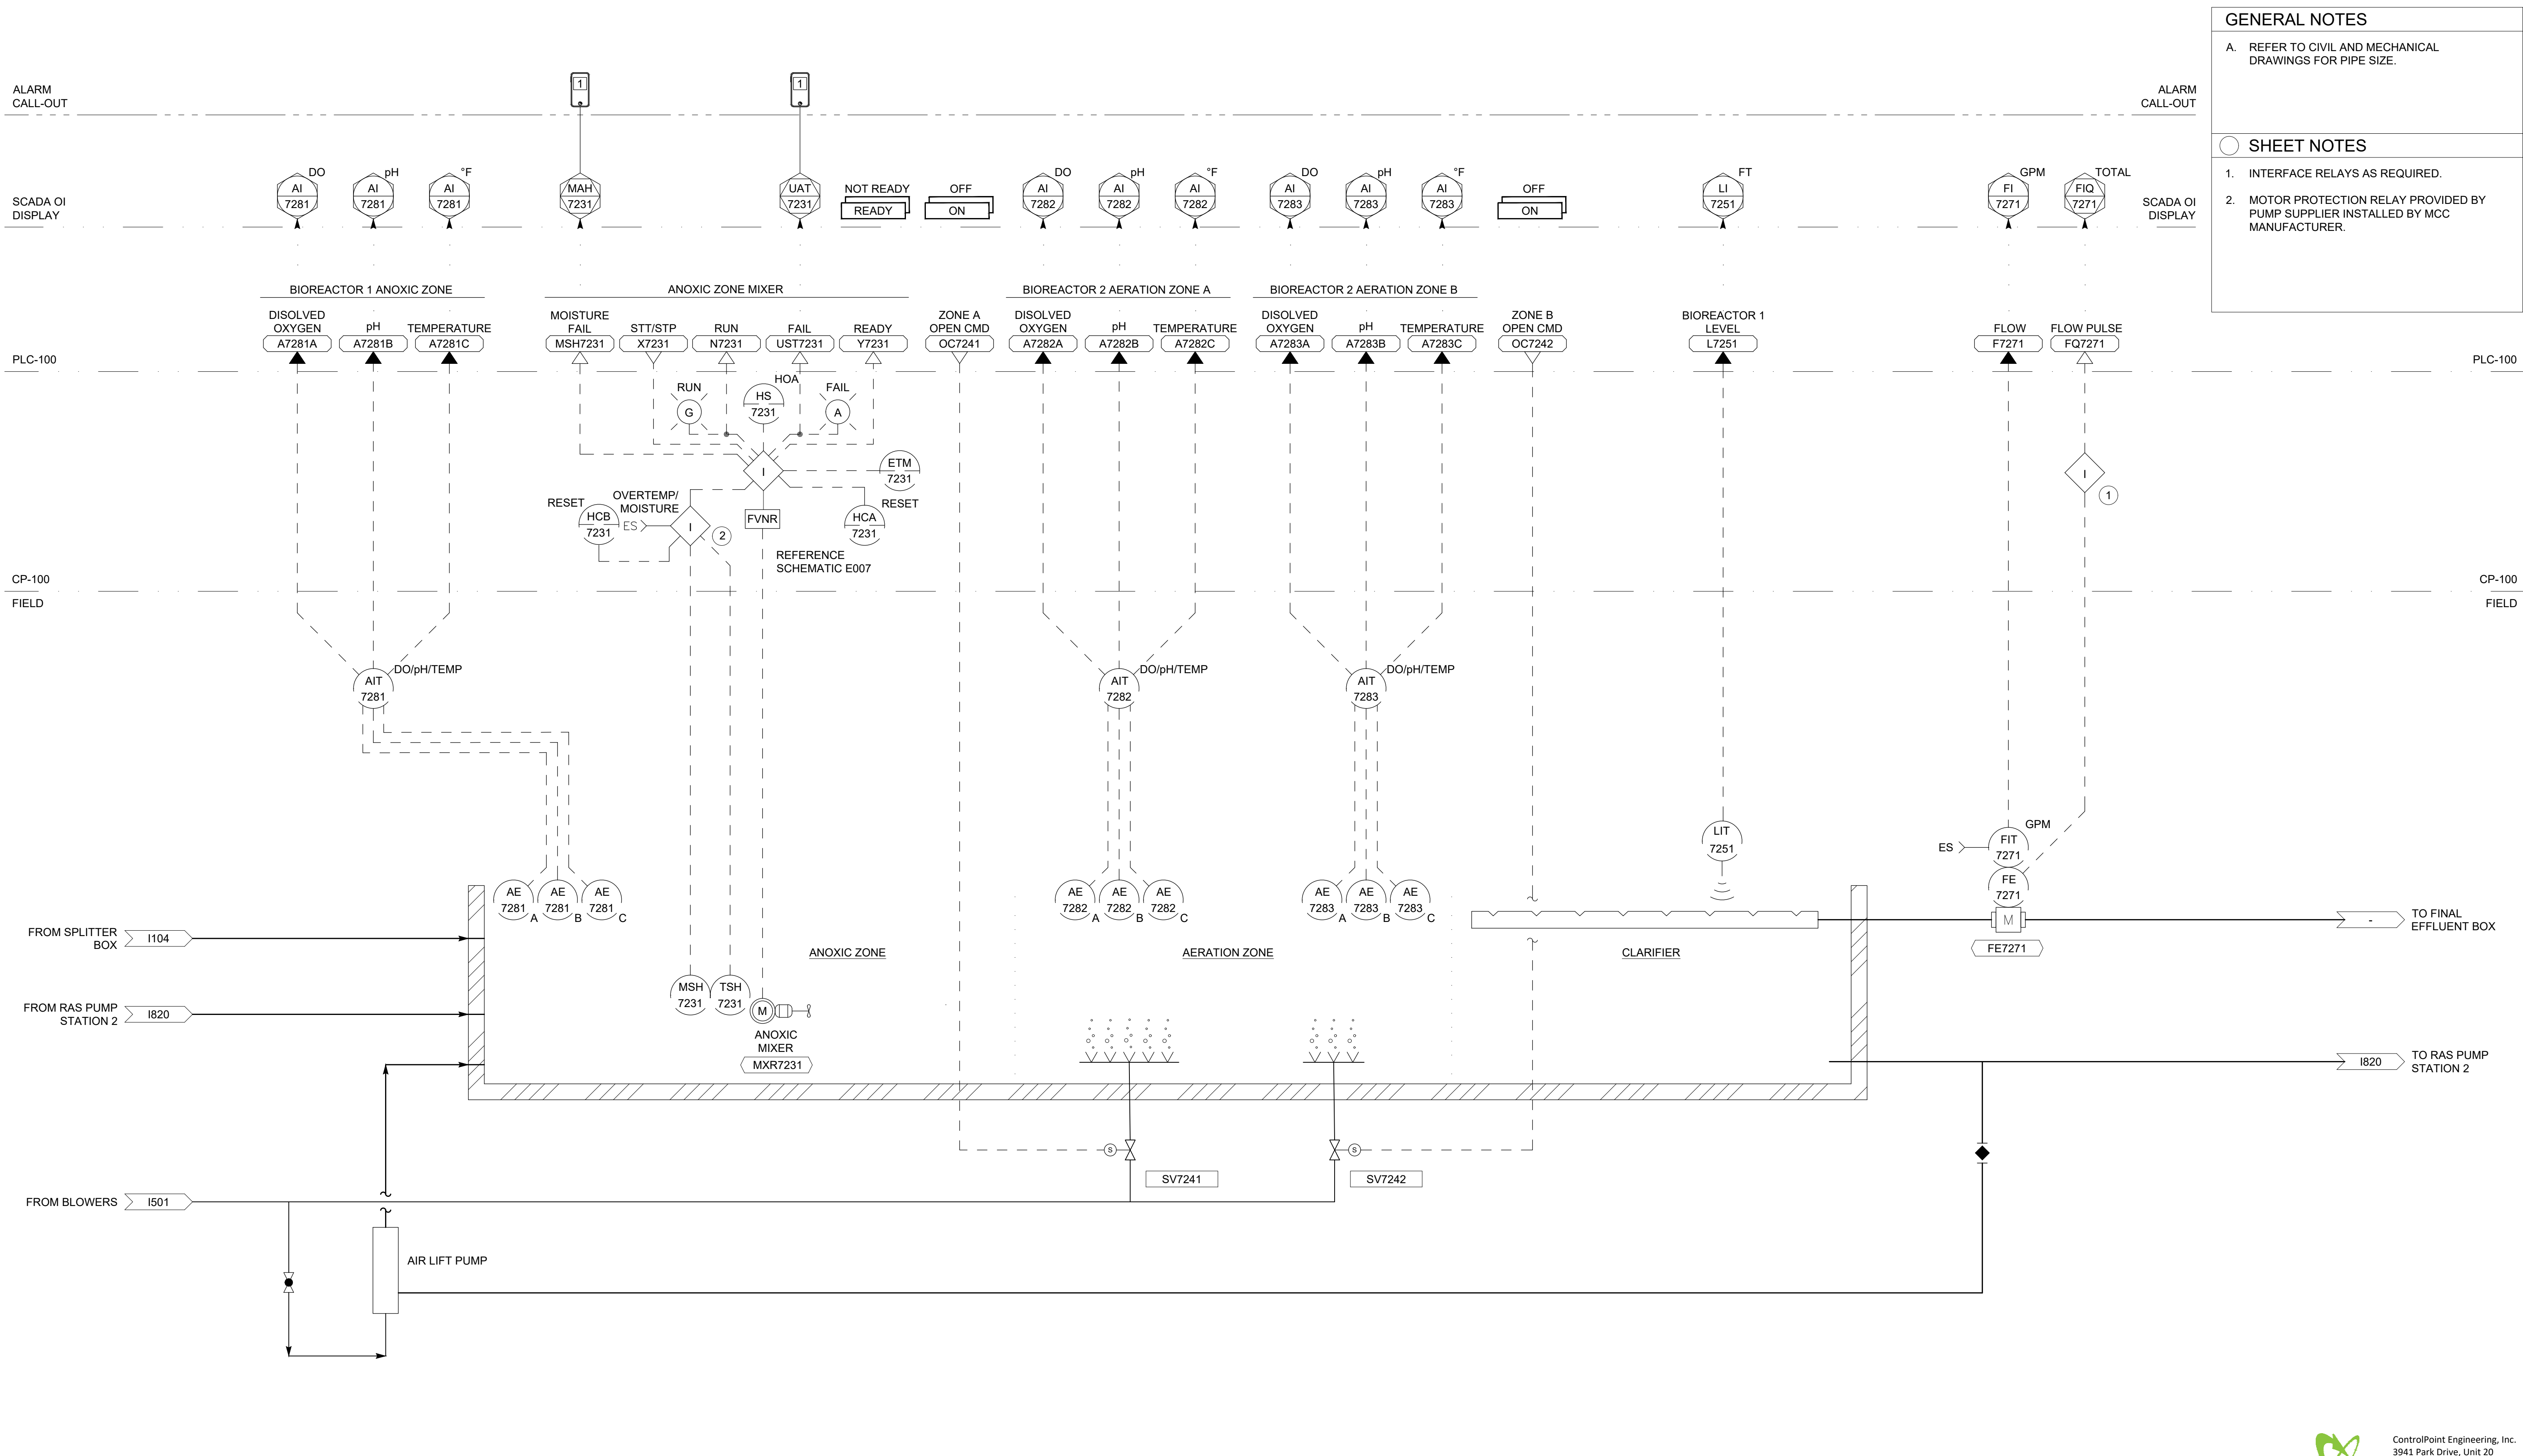 GENERAL NOTES
A. REFER TO CIVIL AND MECHANICAL
DRAWINGS FOR PIPE SIZE.
SHEET NOTES
1. INTERFACE RELAYS AS REQUIRED.
2. MOTOR PROTECTION RELAY PROVIDED BY
PUMP SUPPLIER INSTALLED BY MCC
MANUFACTURER.
ALARM
CALL-OUT
1
1
ALARM
CALL-OUT
SCADA OI
DISPLAY
AI
7281
DO
AI
7281
pH
AI
7281
°F
MAH
7231
UAT
7231
NOT READY
READY
OFF
ON
AI
7282
DO
AI
7282
pH
AI
7282
°F
AI
7283
DO
AI
7283
pH
AI
7283
°F
OFF
ON
LI
7251
FT
FI
7271
GPM
FIQ
7271
TOTAL
SCADA OI
DISPLAY
BIOREACTOR 1 ANOXIC ZONE
DISOLVED
OXYGEN
A7281A
pH
A7281B
TEMPERATURE
A7281C
ANOXIC ZONE MIXER
MOISTURE
FAIL
MSH7231
STT/STP
X7231
RUN
N7231
FAIL
UST7231
READY
Y7231
ZONE A
OPEN CMD
OC7241
BIOREACTOR 2 AERATION ZONE A
DISOLVED
OXYGEN
A7282A
pH
A7282B
TEMPERATURE
A7282C
BIOREACTOR 2 AERATION ZONE B
DISOLVED
OXYGEN
A7283A
pH
A7283B
TEMPERATURE
A7283C
ZONE B
OPEN CMD
OC7242
BIOREACTOR 1
LEVEL
L7251
FLOW
F7271
FLOW PULSE
FQ7271
PLC-100
PLC-100
RUN
G
HOA
HS
7231
FAIL
A
I
ETM
7231
RESET
HCB
7231
OVERTEMP/
MOISTURE
ES
I
2
FVNR
HCA
7231
RESET
REFERENCE
SCHEMATIC E007
I
1
CP-100
FIELD
CP-100
FIELD
AIT
7281
DO/pH/TEMP
AIT
7282
DO/pH/TEMP
AIT
7283
DO/pH/TEMP
LIT
7251
ES
FIT
7271
GPM
FE
7271
M
FE7271
AE
7281
A
AE
7281
B
AE
7281
C
AE
7282
A
AE
7282
B
AE
7282
C
AE
7283
A
AE
7283
B
AE
7283
C
FROM SPLITTER
BOX
I104
FROM RAS PUMP
STATION 2
I820
ANOXIC ZONE
AERATION ZONE
CLARIFIER
-
TO FINAL
EFFLUENT BOX
MSH
7231
TSH
7231
M
ANOXIC
MIXER
MXR7231
I820
TO RAS PUMP
STATION 2
S
SV7241
S
SV7242
FROM BLOWERS
I501
AIR LIFT PUMP
ControlPoint Engineering, Inc.
3941 Park Drive, Unit 20